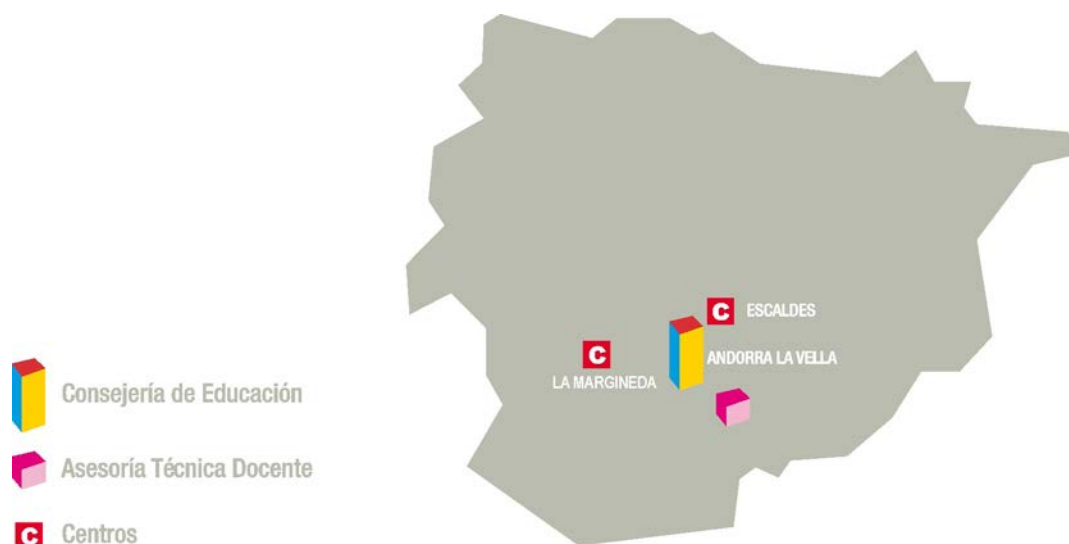 C ESCALDES
C
ANDORRA LA VELLA
LA MARGINEDA
Consejería de Educación
Asesoría Técnica Docente
C Centros